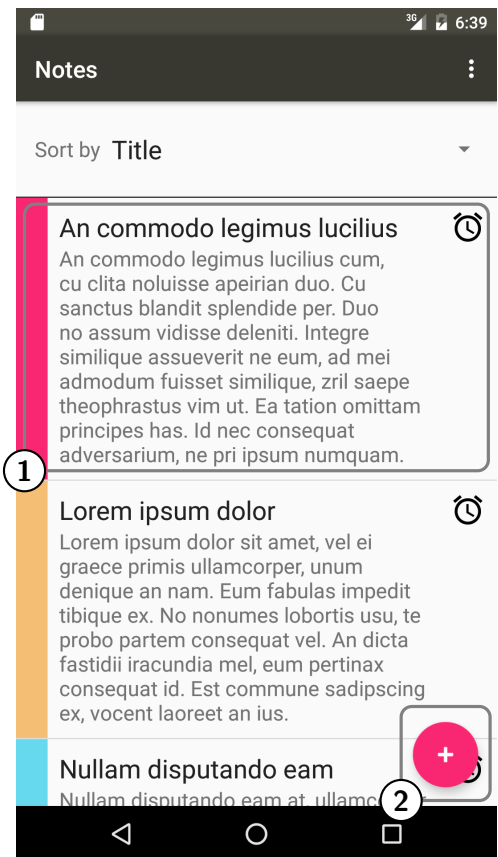 3G 6:39
Notes
Sort by Title
An commodo legimus lucilius
An commodo legimus lucilius cum,
cu clita noluisse apeirian duo. Cu
sanctus blandit splendide per. Duo
no assum vidisse deleniti. Integre
similique assueverit ne eum, ad mei
admodum fuisset similique, zril saepe
theophrastus vim ut. Ea tation omittam
principes has. Id nec consequat
adversarium, ne pri ipsum numquam.
1
Lorem ipsum dolor
Lorem ipsum dolor sit amet, vel ei
graece primis ullamcorper, unum
denique an nam. Eum fabulas impedit
tibique ex. No nonumes lobortis usu, te
probo partem consequat vel. An dicta
fastidii iracundia mel, eum pertinax
consequat id. Est commune sadipscing
ex, vocent laoreet an ius.
+
Nullam disputando eam
Nullam disputando eam at, ullamc
2